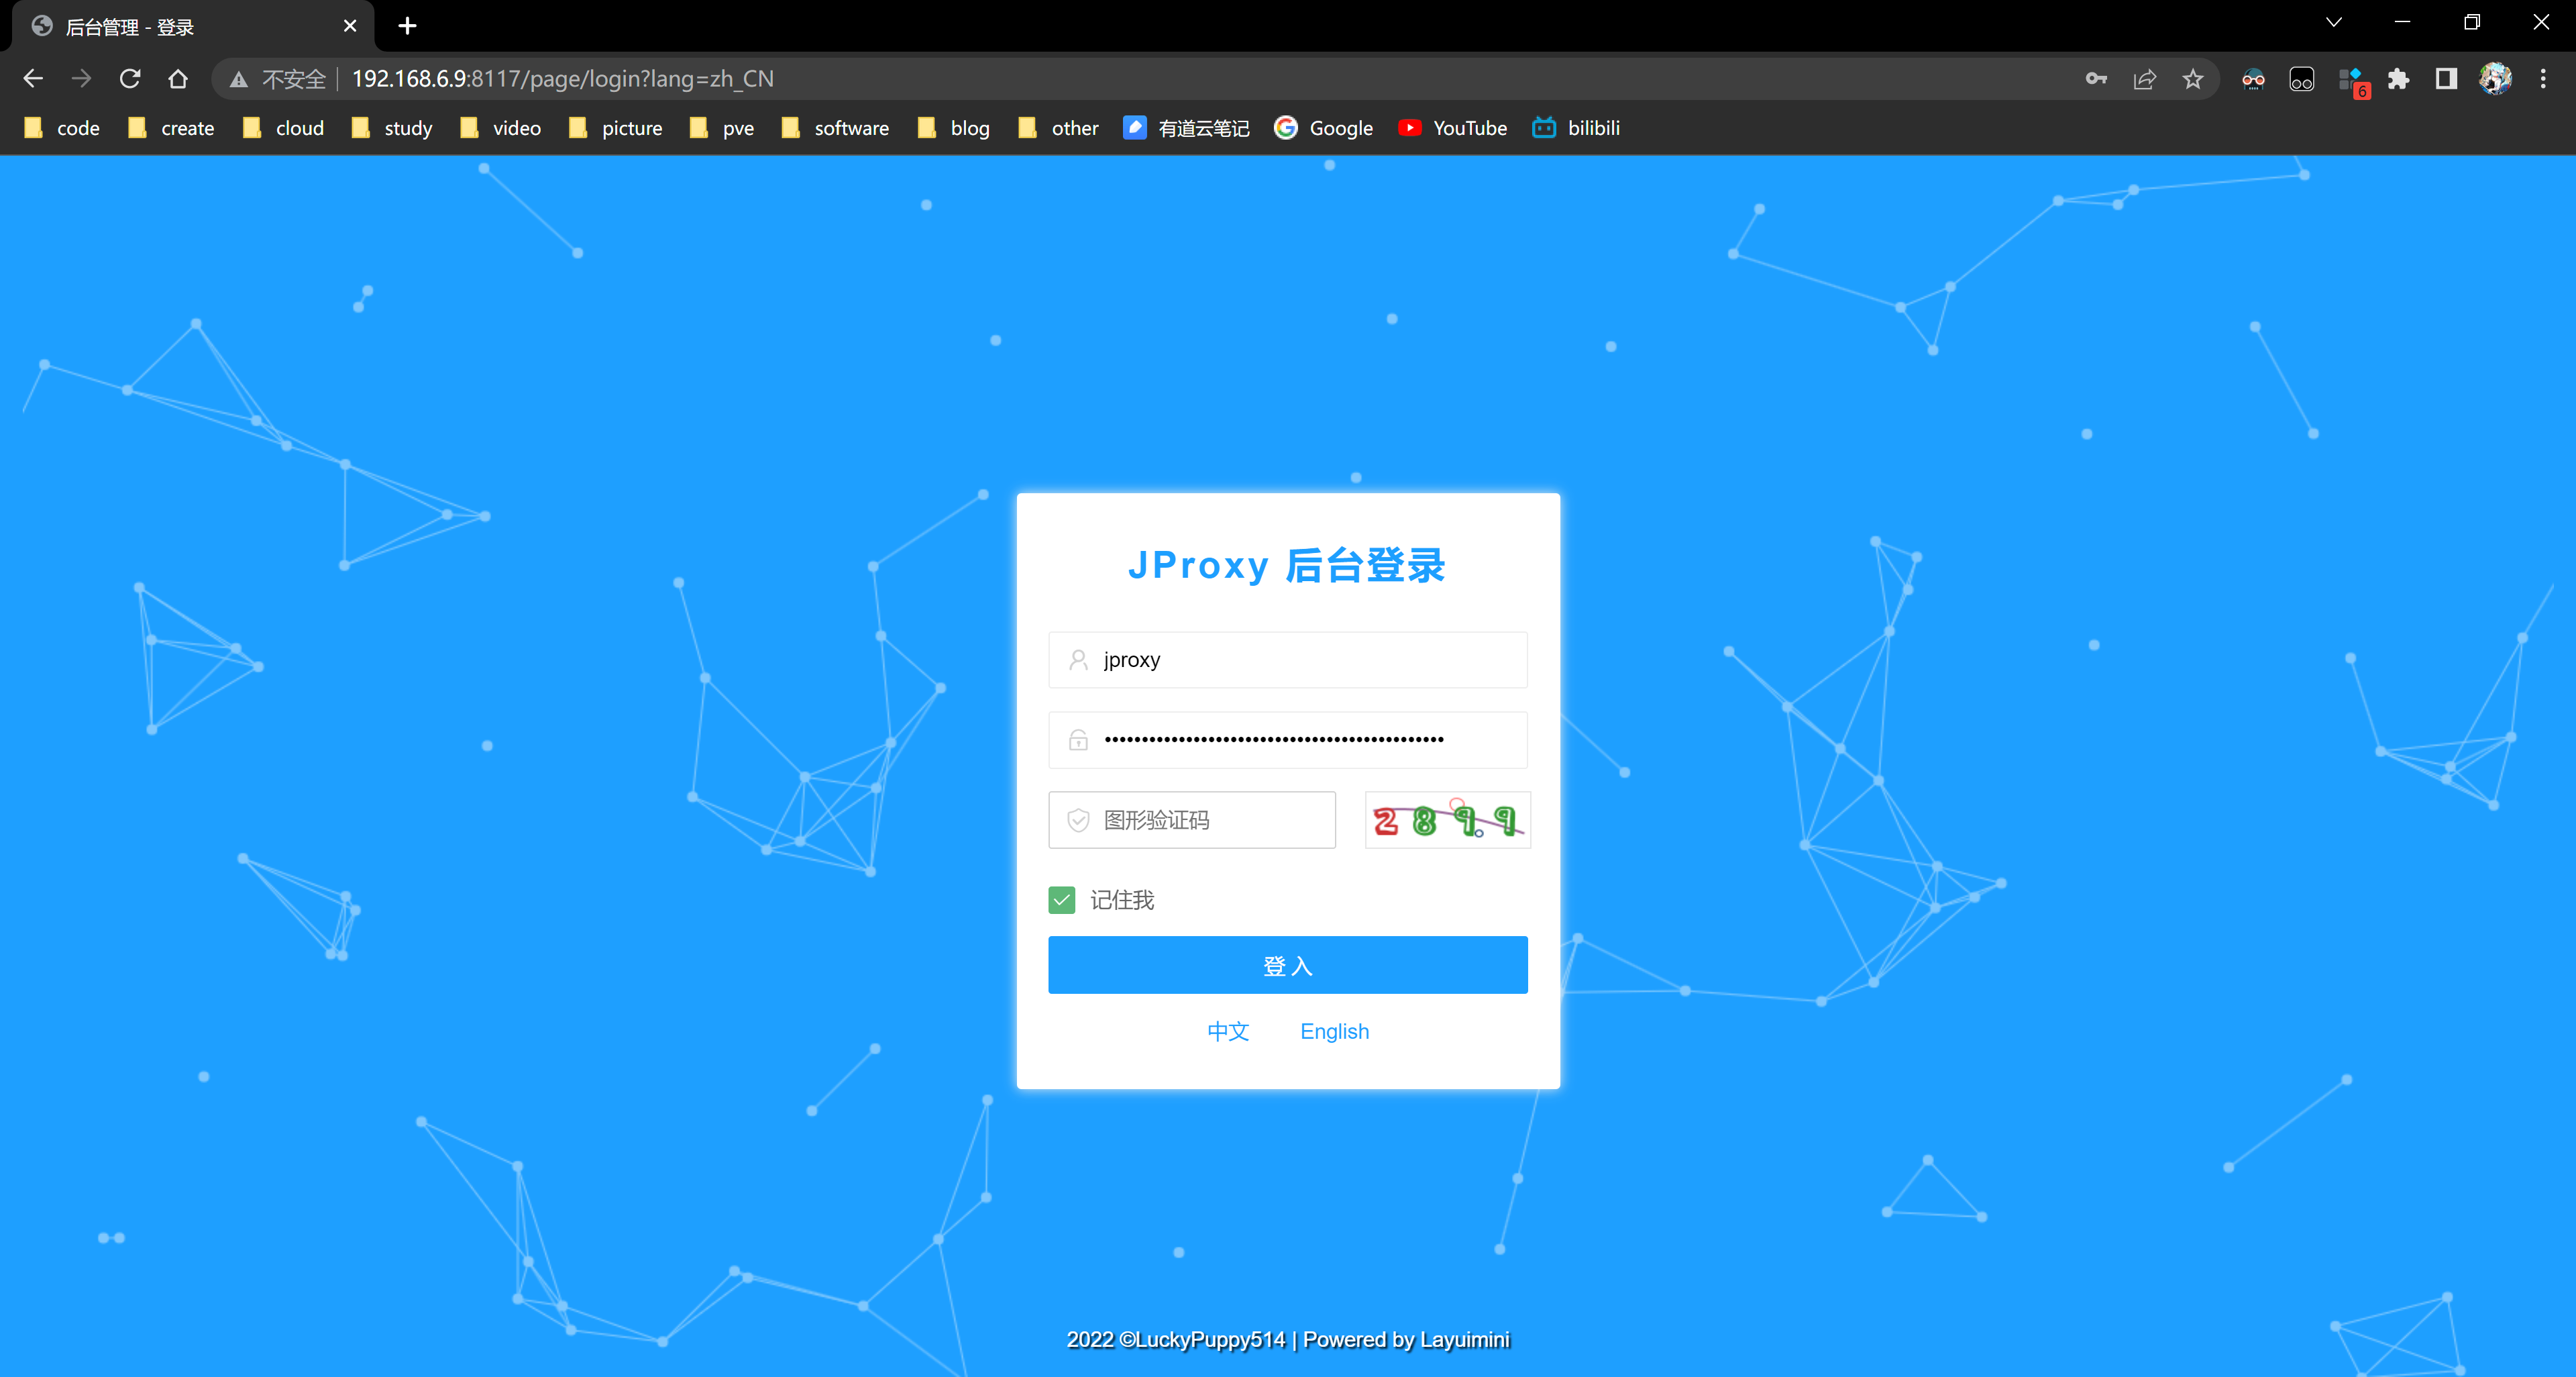 后台管理 - 登录
不安全 192.168.6.9:8117/page/login?lang=zh_CN
6
code create cloud study video picture pve software blog other 有道云笔记 Google YouTube bilibili
JProxy 后台登录
jproxy
图形验证码
2899
记住我
登入
中文 English
2022 ©LuckyPuppy514 | Powered by Layuimini